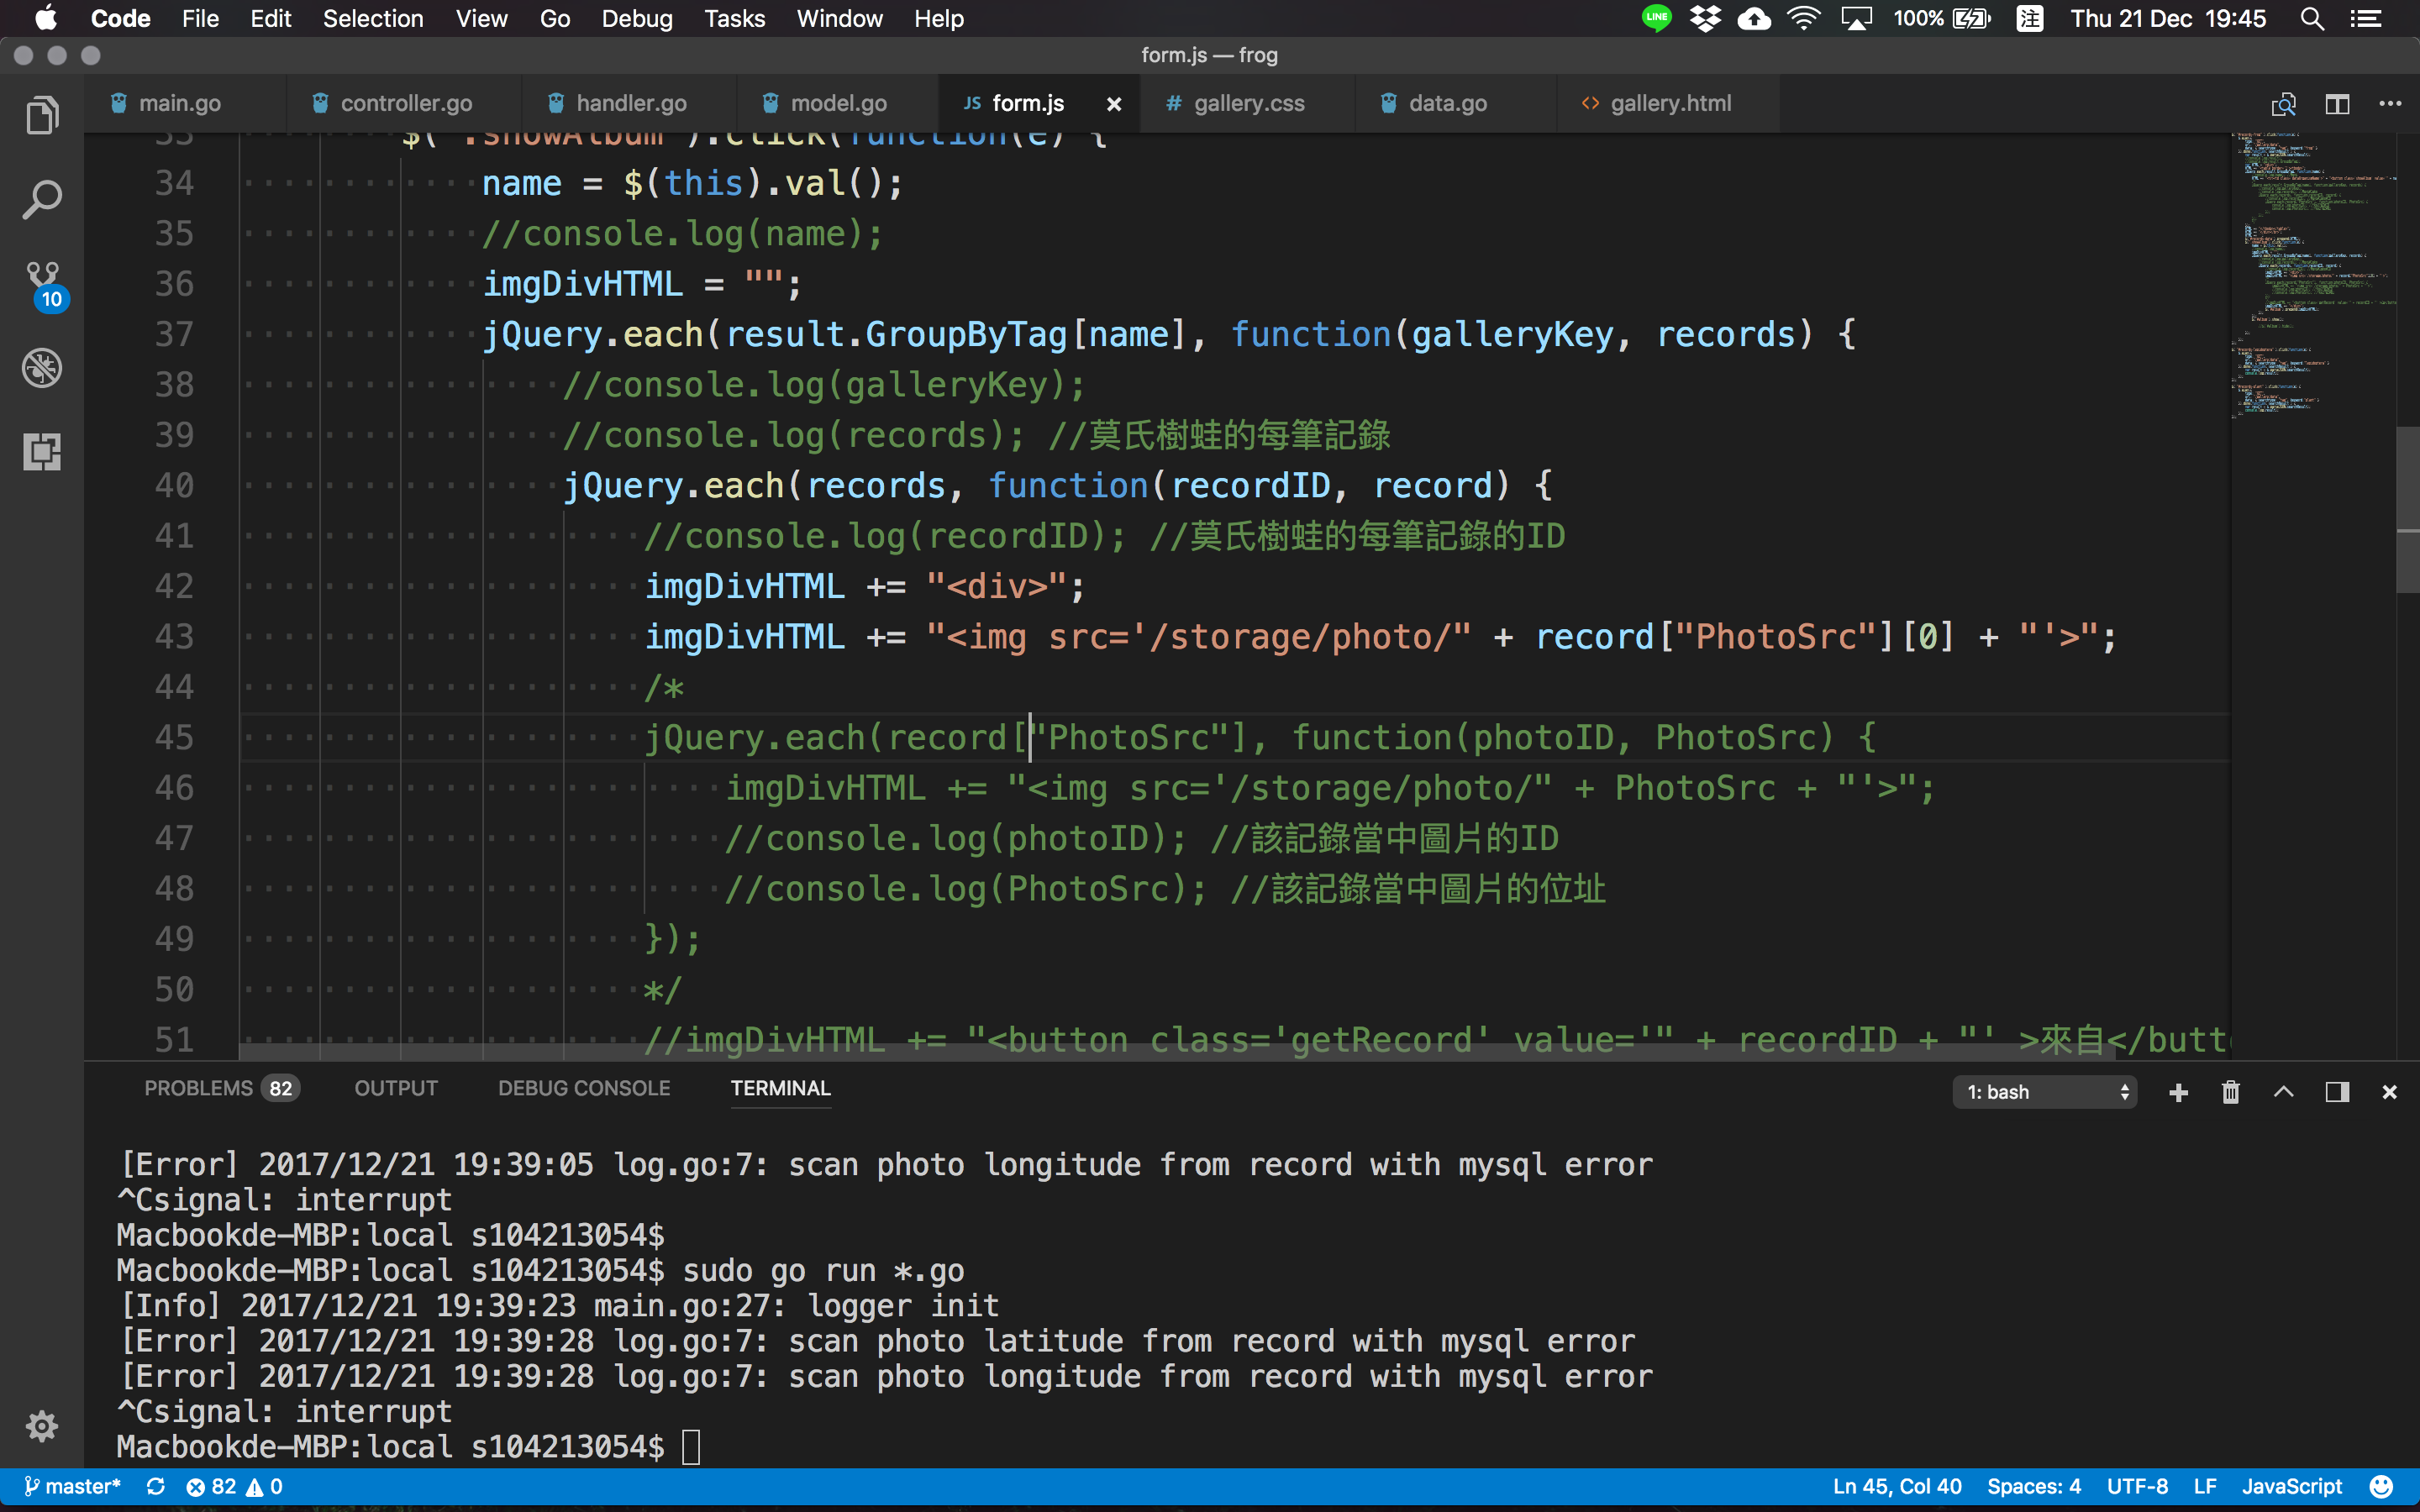 Code File Edit Selection View Go Debug Tasks Window Help LINE 100% 注 Thu 21 Dec 19:45
form.js — frog
main.go controller.go handler.go model.go JS form.js # gallery.css data.go <> gallery.html
33 $(".showAlbum").click(function(e) {
34 name = $(this).val();
35 //console.log(name);
36 imgDivHTML = "";
37 jQuery.each(result.GroupByTag[name], function(galleryKey, records) {
38 //console.log(galleryKey);
39 //console.log(records); //莫氏樹蛙的每筆記錄
40 jQuery.each(records, function(recordID, record) {
41 //console.log(recordID); //莫氏樹蛙的每筆記錄的ID
42 imgDivHTML += "<div>";
43 imgDivHTML += "<img src='/storage/photo/" + record["PhotoSrc"][0] + "'>";
44 /*
45 jQuery.each(record["PhotoSrc"], function(photoID, PhotoSrc) {
46 imgDivHTML += "<img src='/storage/photo/" + PhotoSrc + "'>";
47 //console.log(photoID); //該記錄當中圖片的ID
48 //console.log(PhotoSrc); //該記錄當中圖片的位址
49 });
50 */
51 //imgDivHTML += "<button class='getRecord' value='" + recordID + "' >來自</butt
10
PROBLEMS 82 OUTPUT DEBUG CONSOLE TERMINAL 1: bash
[Error] 2017/12/21 19:39:05 log.go:7: scan photo longitude from record with mysql error
^Csignal: interrupt
Macbookde-MBP:local s104213054$
Macbookde-MBP:local s104213054$ sudo go run *.go
[Info] 2017/12/21 19:39:23 main.go:27: logger init
[Error] 2017/12/21 19:39:28 log.go:7: scan photo latitude from record with mysql error
[Error] 2017/12/21 19:39:28 log.go:7: scan photo longitude from record with mysql error
^Csignal: interrupt
Macbookde-MBP:local s104213054$
master* 82 0 Ln 45, Col 40 Spaces: 4 UTF-8 LF JavaScript